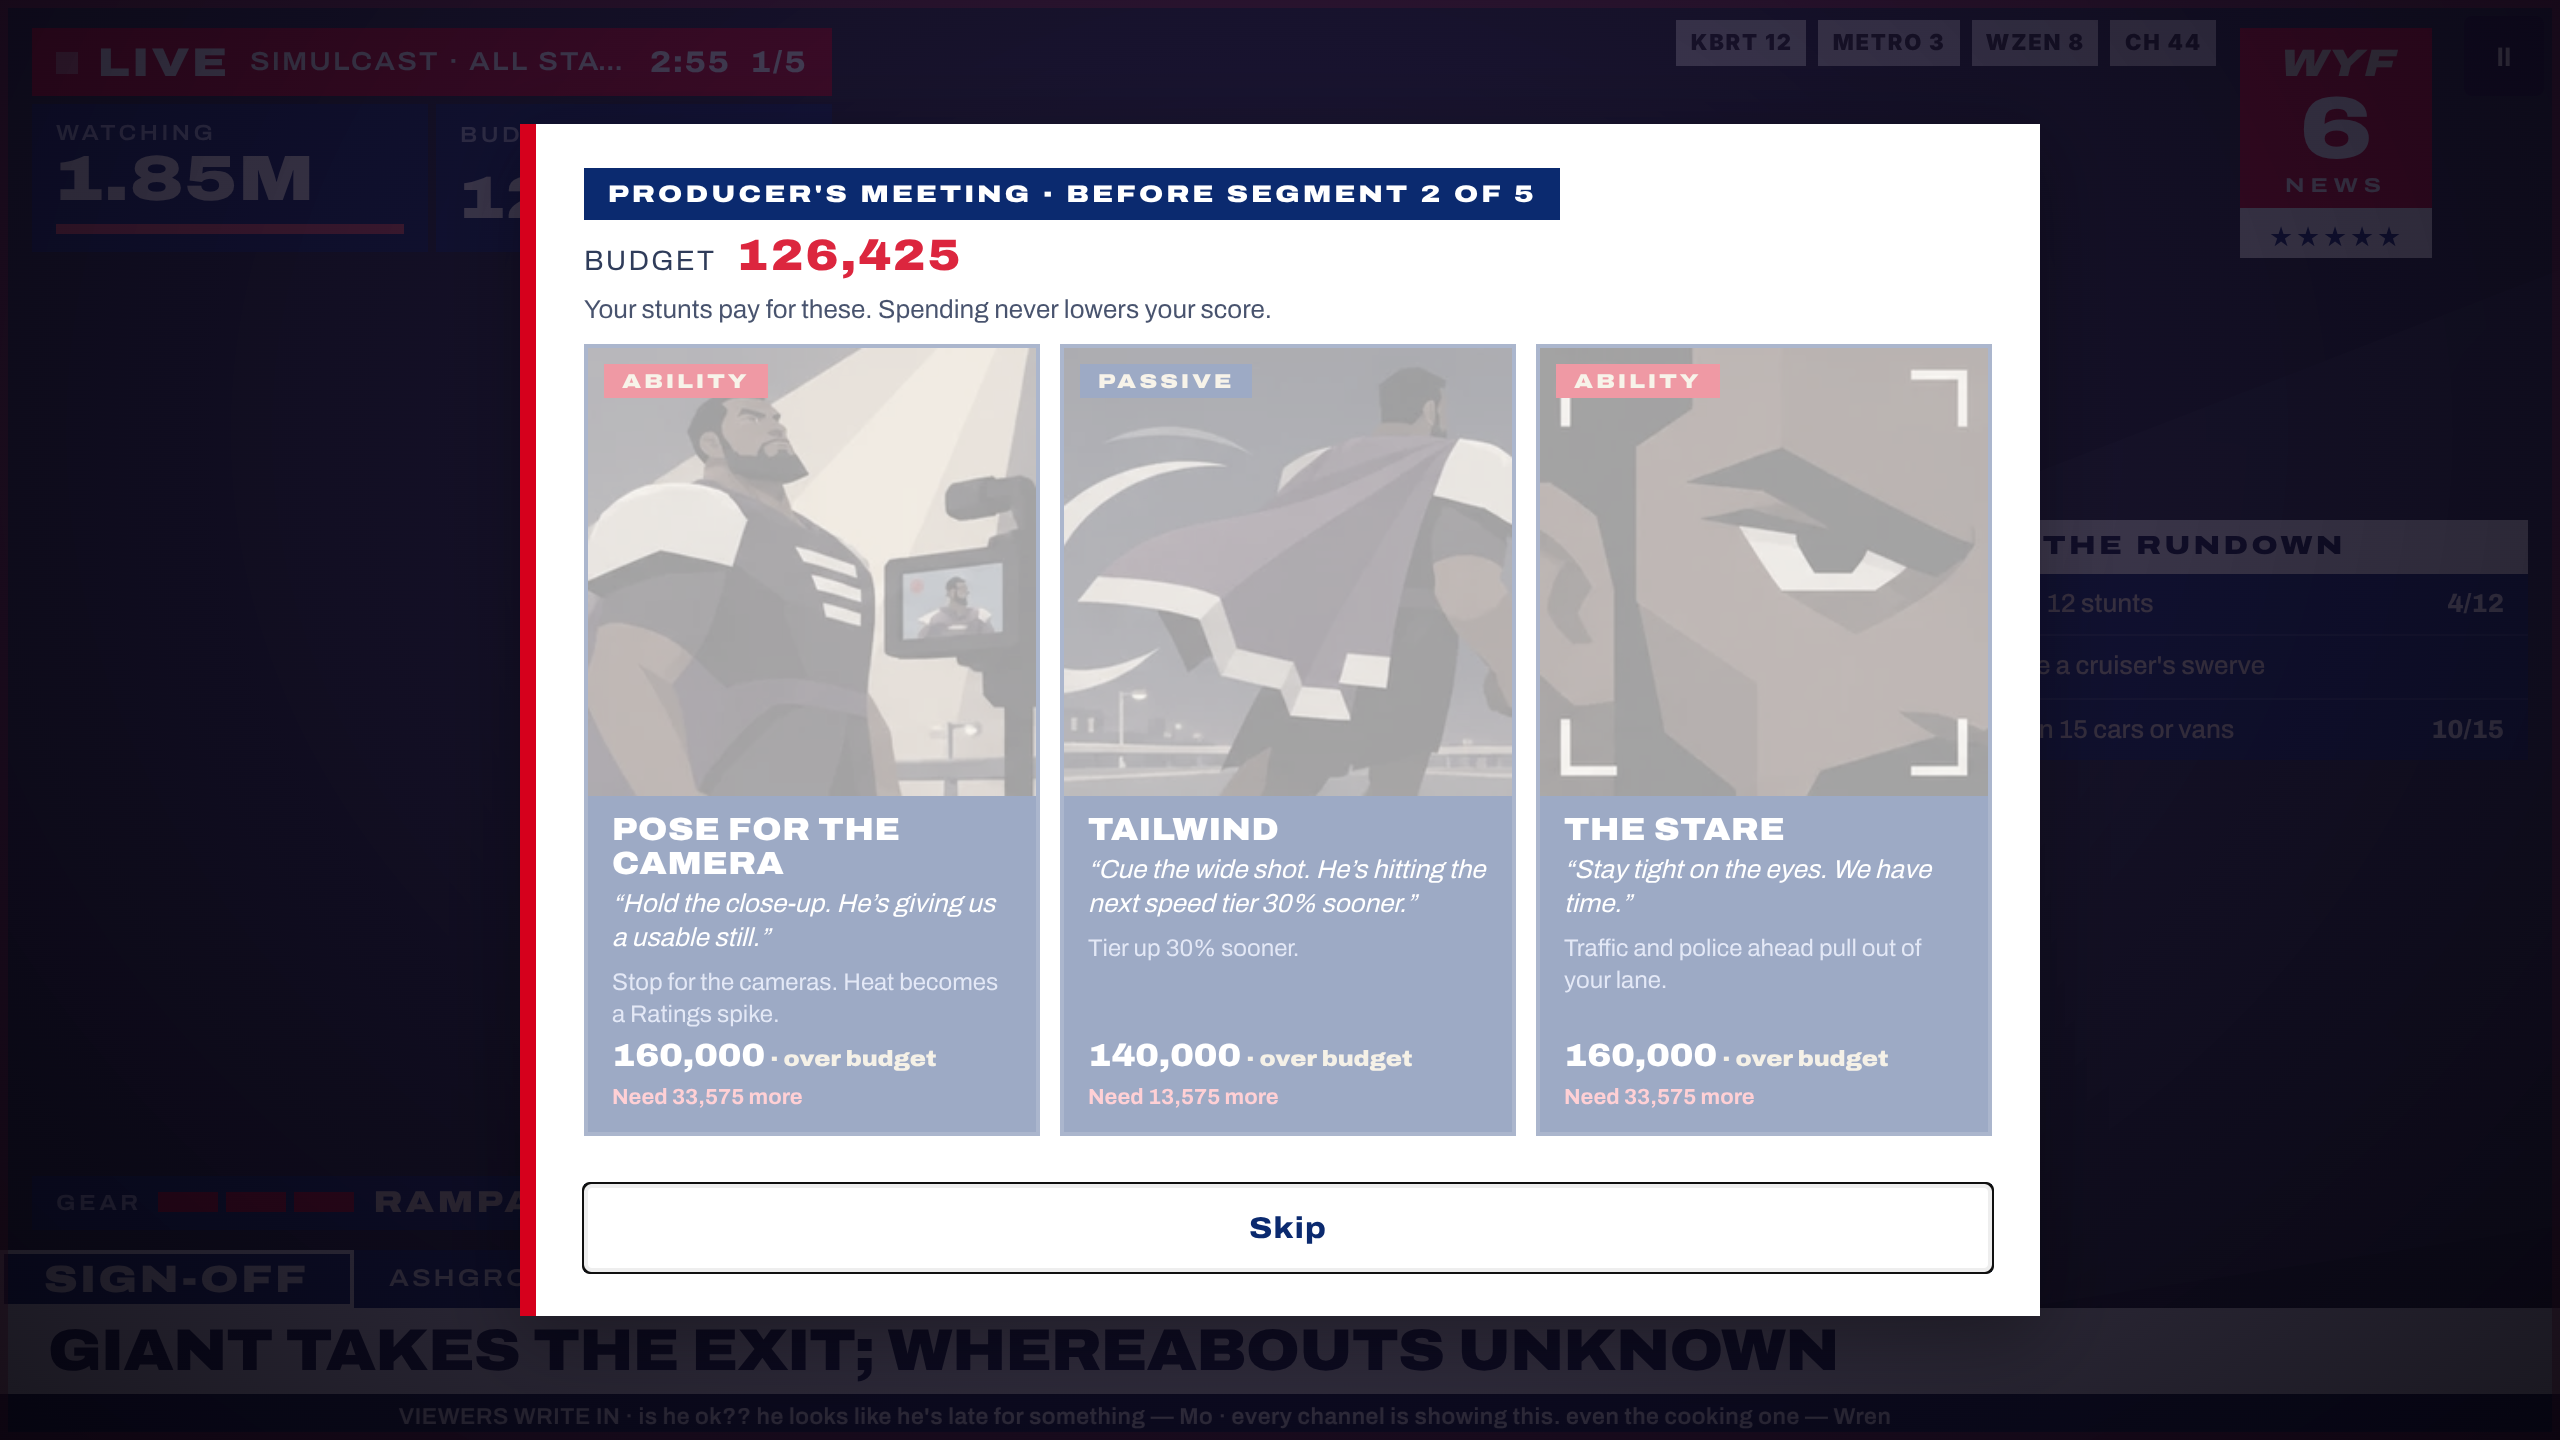 LIVE SIMULCAST · ALL STA... 2:55 1/5
KBRT 12 METRO 3 WZEN 8 CH 44
WYF
6
NEWS
★★★★★
WATCHING
1.85M
BUD
12
PRODUCER'S MEETING · BEFORE SEGMENT 2 OF 5
BUDGET 126,425
Your stunts pay for these. Spending never lowers your score.
ABILITY
POSE FOR THE
CAMERA
“Hold the close-up. He’s giving us
a usable still.”
Stop for the cameras. Heat becomes
a Ratings spike.
160,000 · over budget
Need 33,575 more
PASSIVE
TAILWIND
“Cue the wide shot. He’s hitting the
next speed tier 30% sooner.”
Tier up 30% sooner.
140,000 · over budget
Need 13,575 more
ABILITY
THE STARE
“Stay tight on the eyes. We have
time.”
Traffic and police ahead pull out of
your lane.
160,000 · over budget
Need 33,575 more
Skip
THE RUNDOWN
12 stunts 4/12
e a cruiser's swerve
n 15 cars or vans 10/15
GEAR RAMPA
SIGN-OFF ASHGRO
GIANT TAKES THE EXIT; WHEREABOUTS UNKNOWN
VIEWERS WRITE IN · is he ok?? he looks like he's late for something — Mo · every channel is showing this. even the cooking one — Wren